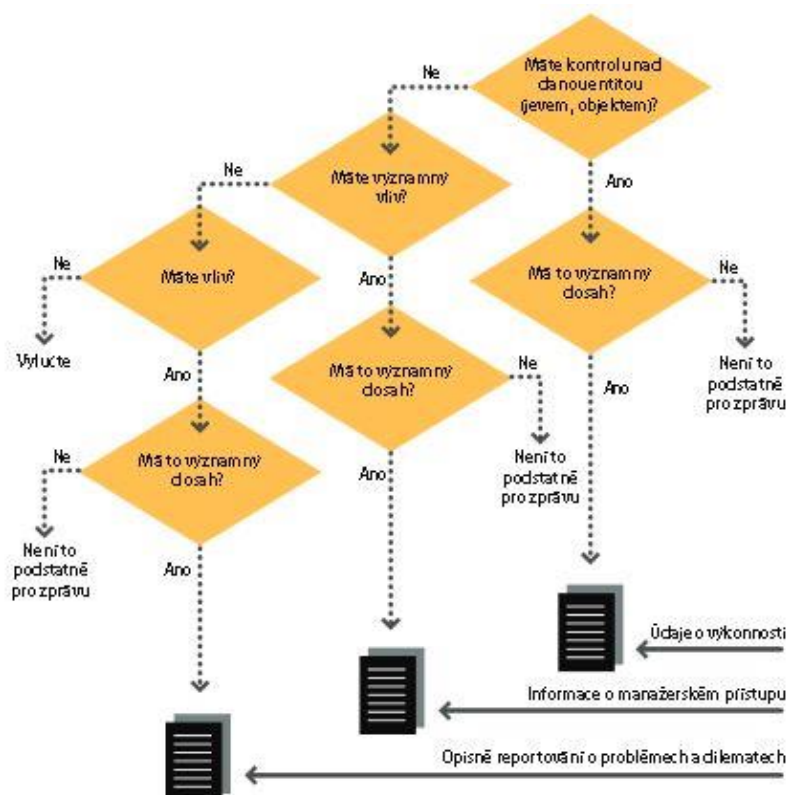 Máte kontrolu nad
danou entitou
(jevem, objektem)?
Ne
Ano
Máte významný
vliv?
Ne
Ano
Máte vliv?
Ne
Vylučte
Ano
Má to významný
dosah?
Ne
Není to
podstatné
pro zprávu
Ano
Má to významný
dosah?
Ne
Není to
podstatné
pro zprávu
Ano
Má to významný
dosah?
Ne
Není to
podstatné
pro zprávu
Ano
Údaje o výkonnosti
Informace o manažerském přístupu
Opisné reportování o problémech a dilematech